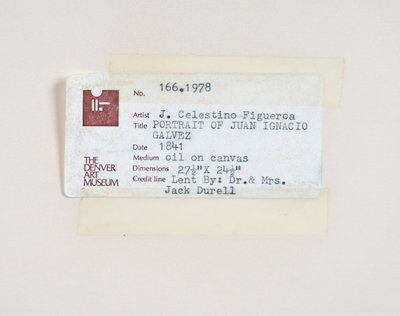 No. 166.1978
Artist J. Celestino Figueroa
Title PORTRAIT OF JUAN IGNACIO
GALVEZ
Date 1841
Medium oil on canvas
Dimensions 27½"X 24½"
Credit line Lent By: Dr.& Mrs.
Jack Durell
THE
DENVER
ART
MUSEUM